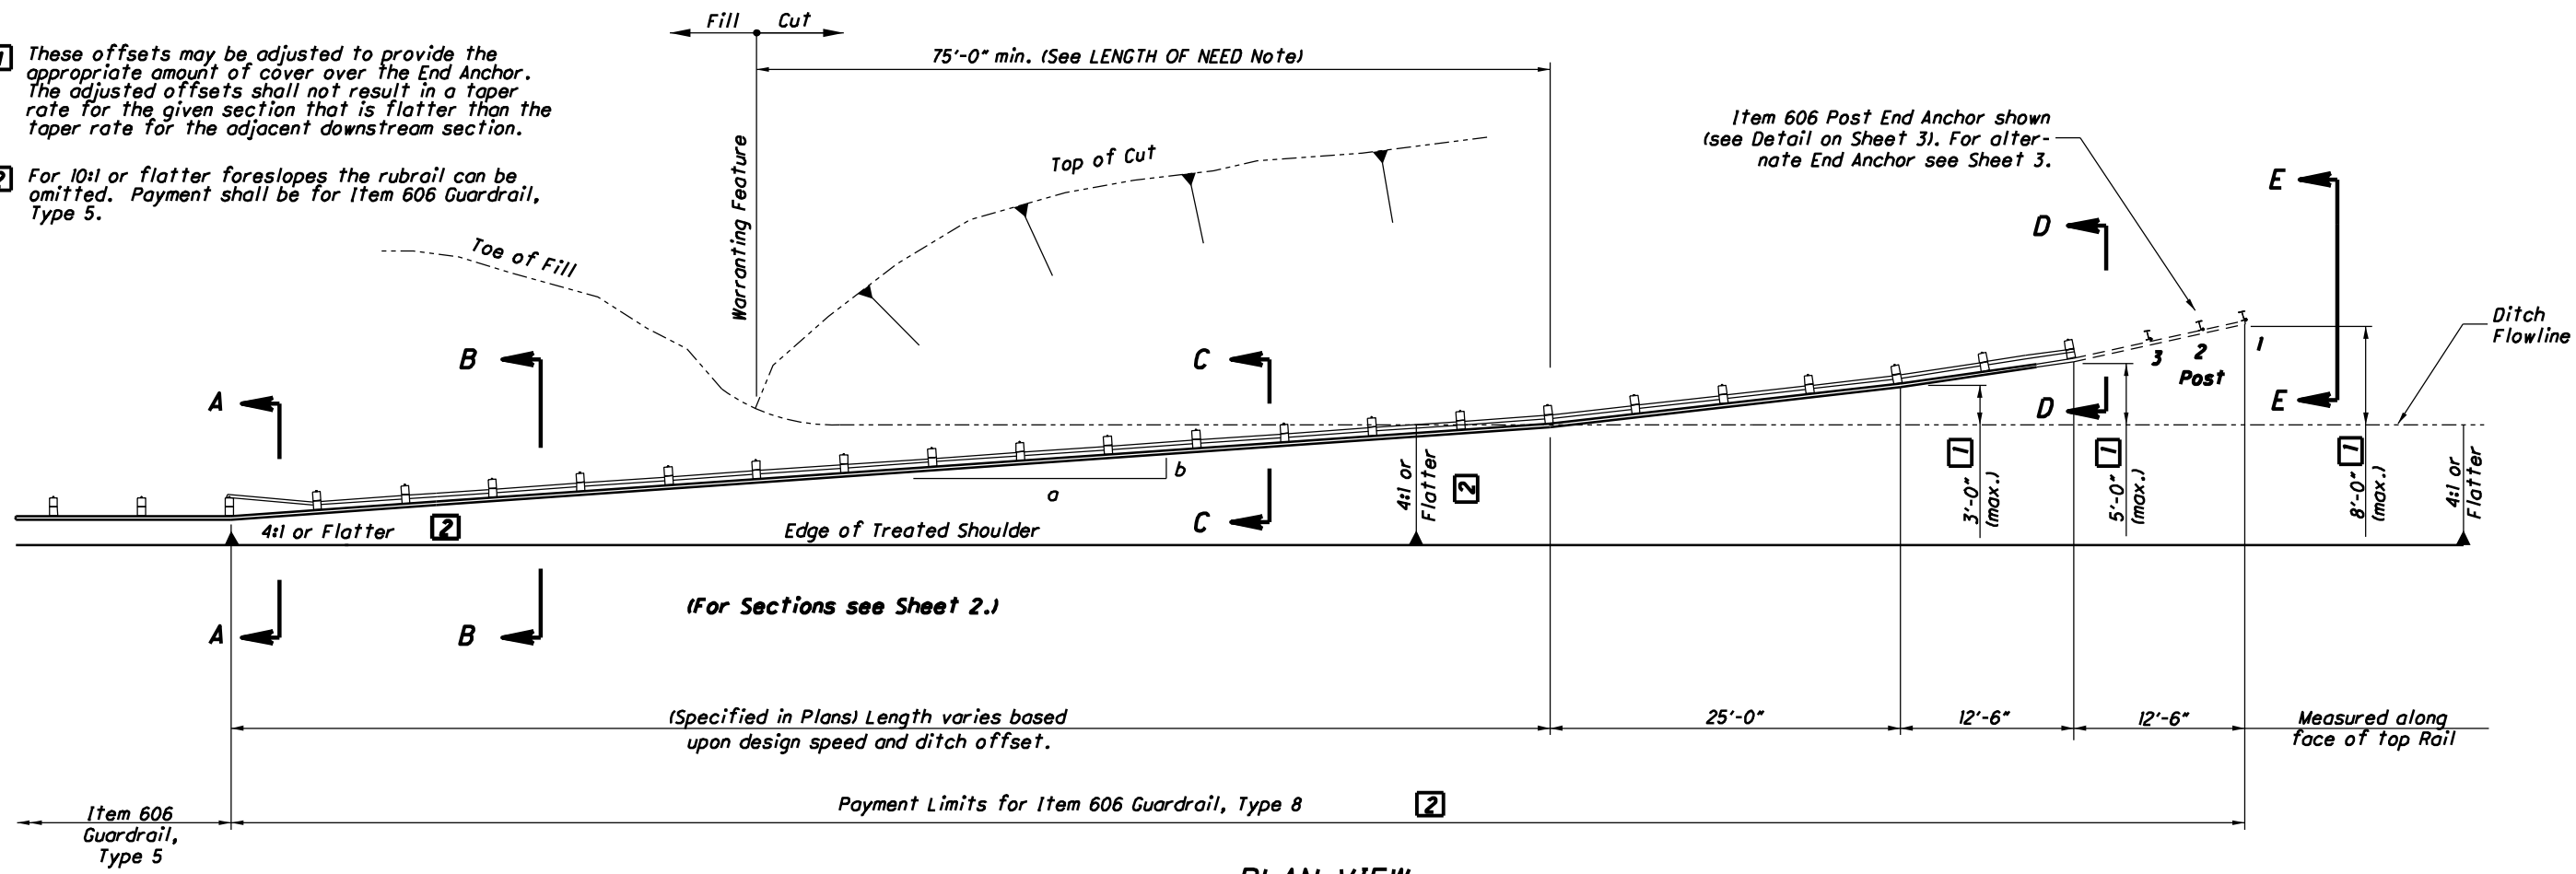 Fill Cut
1 These offsets may be adjusted to provide the
appropriate amount of cover over the End Anchor.
The adjusted offsets shall not result in a taper
rate for the given section that is flatter than the
taper rate for the adjacent downstream section.
2 For 10:1 or flatter foreslopes the rubrail can be
omitted. Payment shall be for Item 606 Guardrail,
Type 5.
75'-0" min. (See LENGTH OF NEED Note)
Warranting Feature
Toe of Fill
Top of Cut
Item 606 Post End Anchor shown
(see Detail on Sheet 3). For alter-
nate End Anchor see Sheet 3.
E
D
Ditch
Flowline
3 2 1
Post
A
B
C
D
E
a
b
4:1 or
Flatter
2
1
3'-0"
(max.)
1
5'-0"
(max.)
1
8'-0"
(max.)
4:1 or
Flatter
4:1 or Flatter 2
Edge of Treated Shoulder
C
A
B
(For Sections see Sheet 2.)
(Specified in Plans) Length varies based
upon design speed and ditch offset.
25'-0"
12'-6"
12'-6"
Measured along
face of top Rail
Payment Limits for Item 606 Guardrail, Type 8 2
Item 606
Guardrail,
Type 5
PLAN VIEW